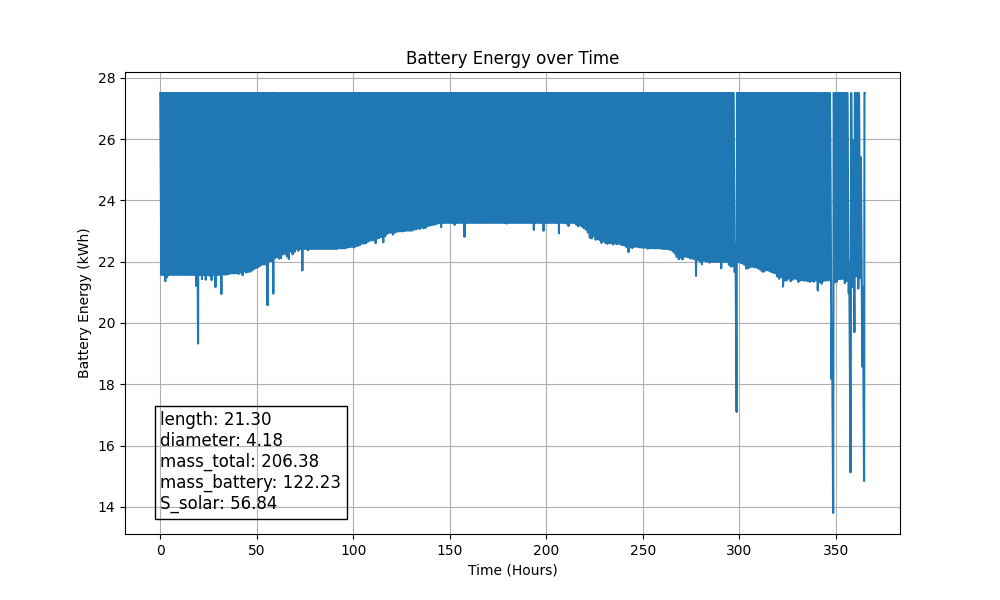 Battery Energy over Time
28
26
24
22
20
18
16
14
Battery Energy (kWh)
length: 21.30
diameter: 4.18
mass_total: 206.38
mass_battery: 122.23
S_solar: 56.84
0 50 100 150 200 250 300 350
Time (Hours)